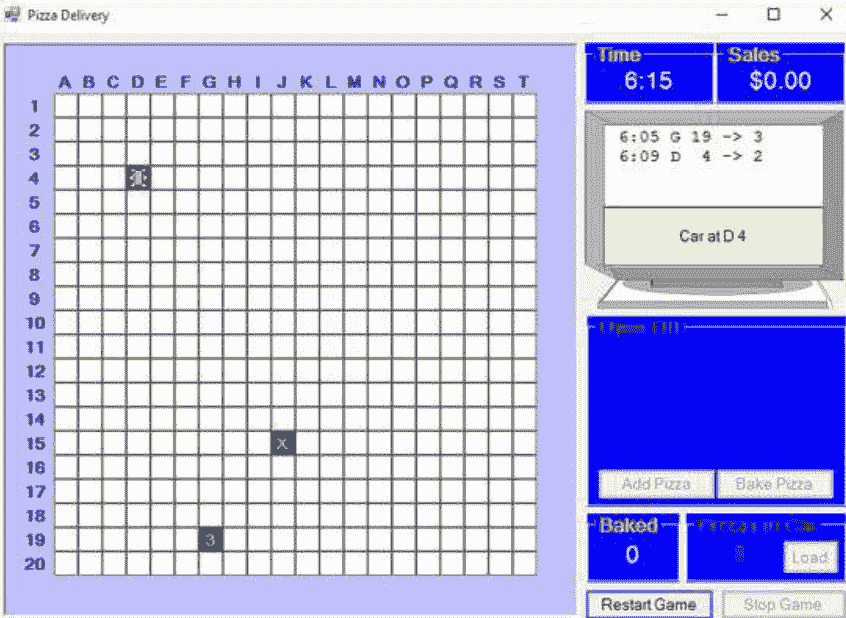 Pizza Delivery
Time
6:15
Sales
$0.00
A B C D E F G H I J K L M N O P Q R S T
1
2
3
4
5
6
7
8
9
10
11
12
13
14
15
X
16
17
18
19
3
20
6:05 G 19 -> 3
6:09 D 4 -> 2
Car at D 4
Add Pizza
Bake Pizza
Baked
0
Load
Restart Game
Stop Game